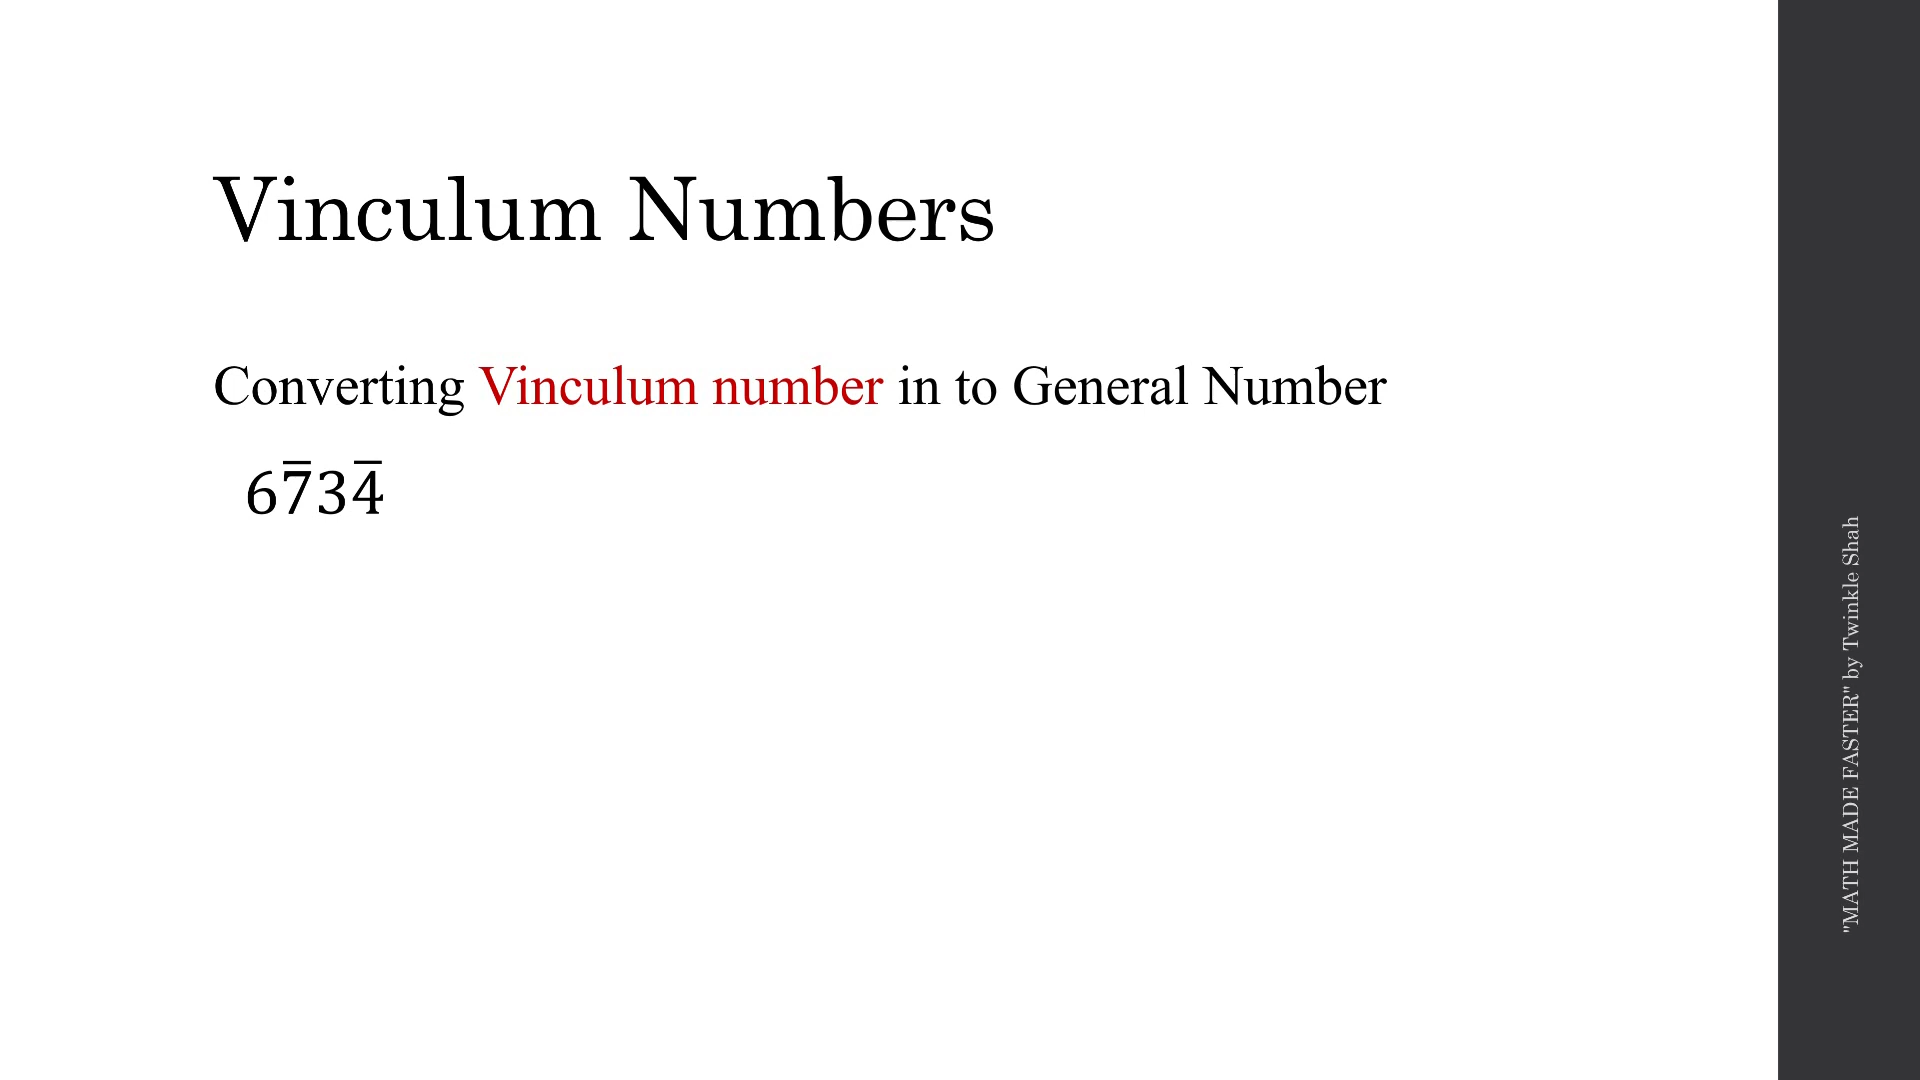 Vinculum Numbers
Converting Vinculum number in to General Number
67̅34̅
"MATH MADE FASTER" by Twinkle Shah